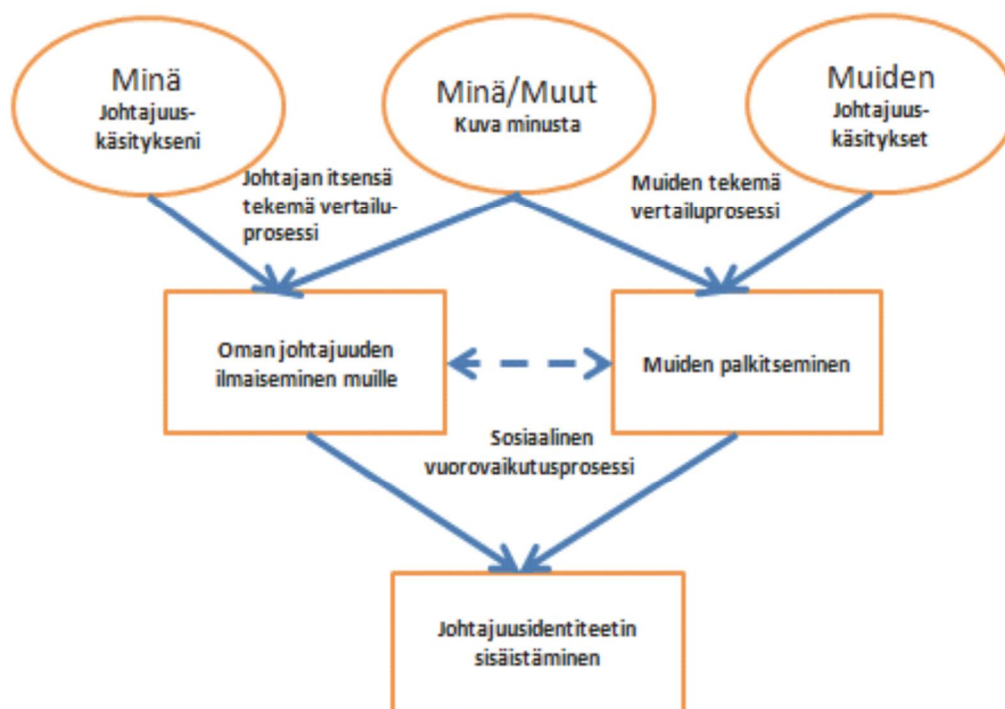 Minä
Johtajuus-
käsitykseni
Minä/Muut
Kuva minusta
Muiden
Johtajuus-
käsitykset
Johtajan itsensä
tekemä vertailu-
prosessi
Muiden tekemä
vertailuprosessi
Oman johtajuuden
ilmaiseminen muille
Muiden palkitseminen
Sosiaalinen
vuorovaikutusprosessi
Johtajuusidentiteetin
sisäistäminen